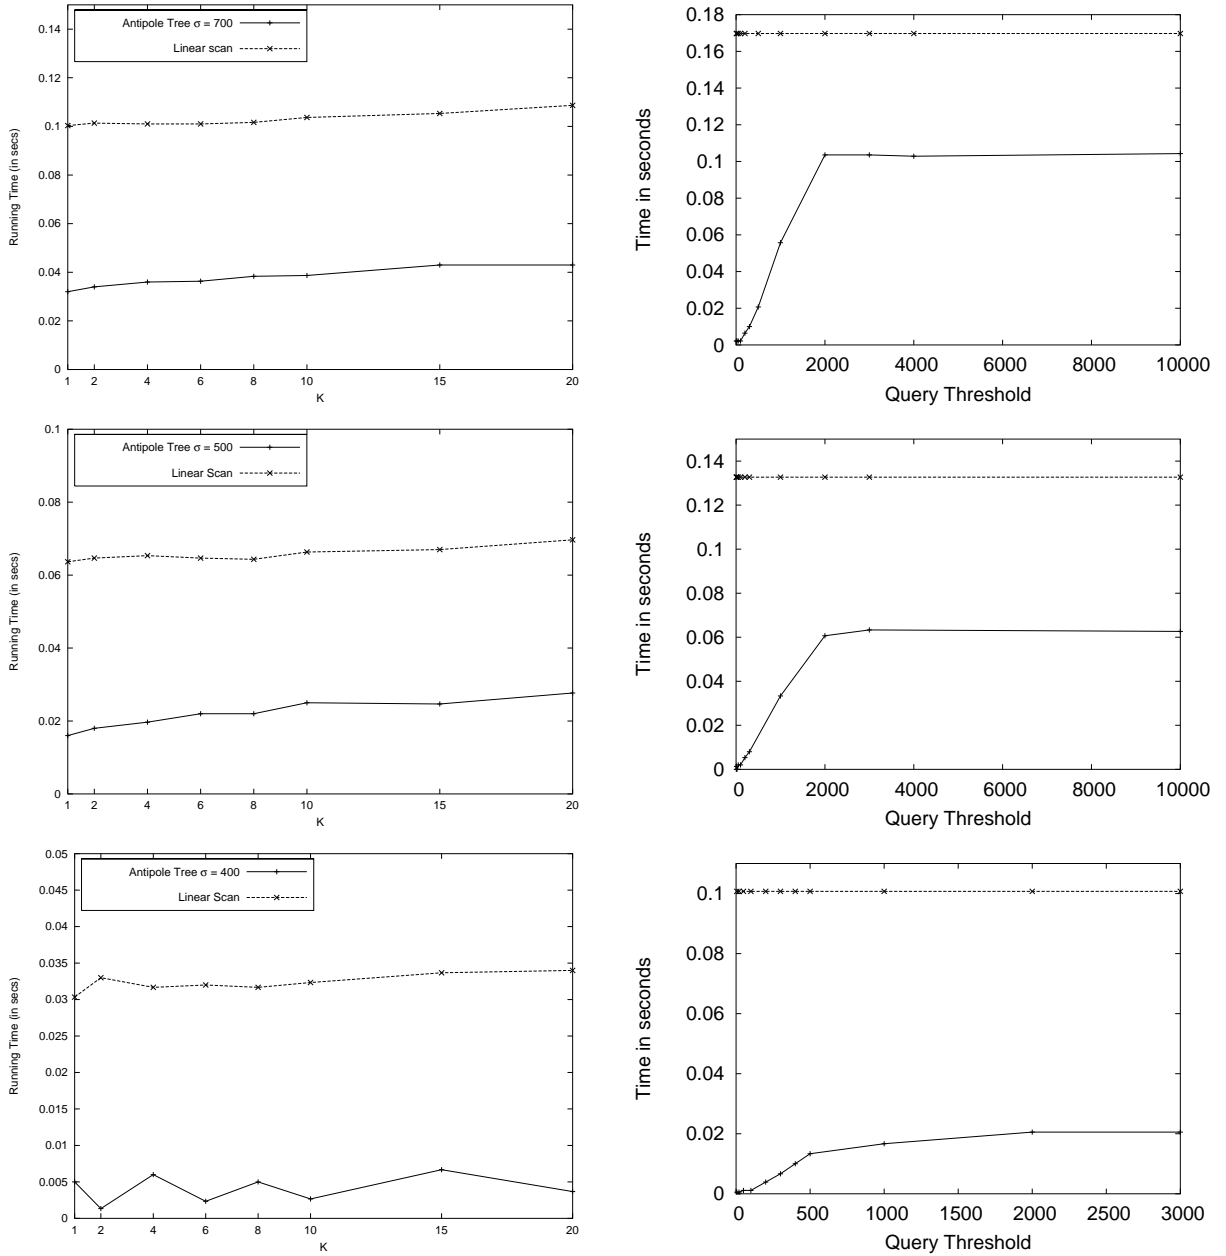 0.14
0.12
0.1
0.08
0.06
0.04
0.02
0
Running Time (in secs)
Antipole Tree σ = 700
Linear scan
1 2 4 6 8 10 15 20
K
0.18
0.16
0.14
0.12
0.1
0.08
0.06
0.04
0.02
0
Time in seconds
0 2000 4000 6000 8000 10000
Query Threshold
0.1
0.08
0.06
0.04
0.02
0
Running Time (in secs)
Antipole Tree σ = 500
Linear Scan
1 2 4 6 8 10 15 20
K
0.14
0.12
0.1
0.08
0.06
0.04
0.02
0
Time in seconds
0 2000 4000 6000 8000 10000
Query Threshold
0.05
0.045
0.04
0.035
0.03
0.025
0.02
0.015
0.01
0.005
0
Running Time (in secs)
Antipole Tree σ = 400
Linear Scan
1 2 4 6 8 10 15 20
K
0.1
0.08
0.06
0.04
0.02
0
Time in seconds
0 500 1000 1500 2000 2500 3000
Query Threshold